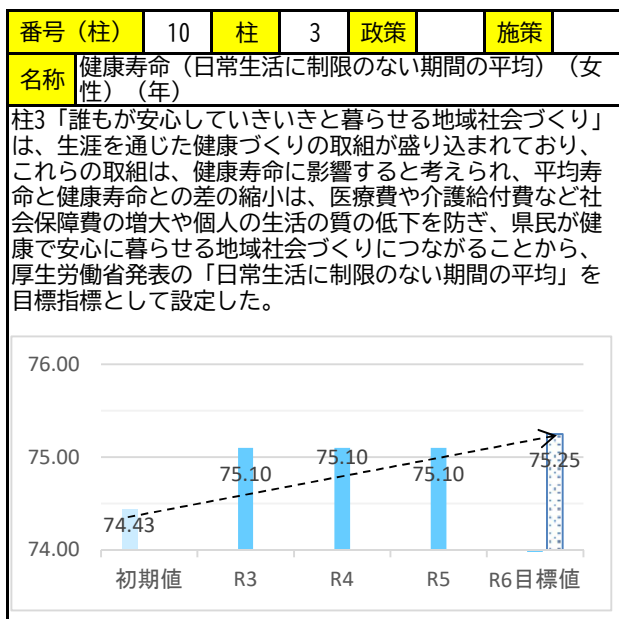 番号（柱） 10 柱 3 政策 施策
名称 健康寿命（日常生活に制限のない期間の平均）（女
性）（年）
柱3「誰もが安心していきいきと暮らせる地域社会づくり」
は、生涯を通じた健康づくりの取組が盛り込まれており、
これらの取組は、健康寿命に影響すると考えられ、平均寿
命と健康寿命との差の縮小は、医療費や介護給付費など社
会保障費の増大や個人の生活の質の低下を防ぎ、県民が健
康で安心に暮らせる地域社会づくりにつながることから、
厚生労働省発表の「日常生活に制限のない期間の平均」を
目標指標として設定した。
76.00
75.00
74.00
74.43
75.10
75.10
75.10
75.25
初期値 R3 R4 R5 R6目標値